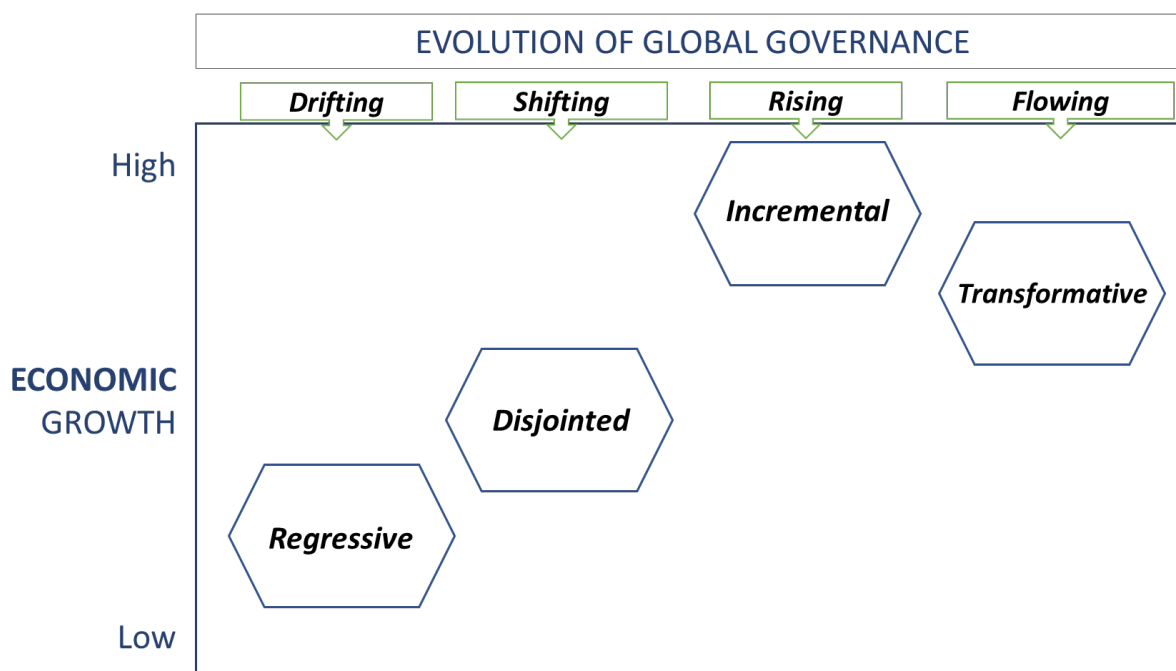 EVOLUTION OF GLOBAL GOVERNANCE
Drifting
Shifting
Rising
Flowing
High
Incremental
Transformative
ECONOMIC
GROWTH
Disjointed
Regressive
Low